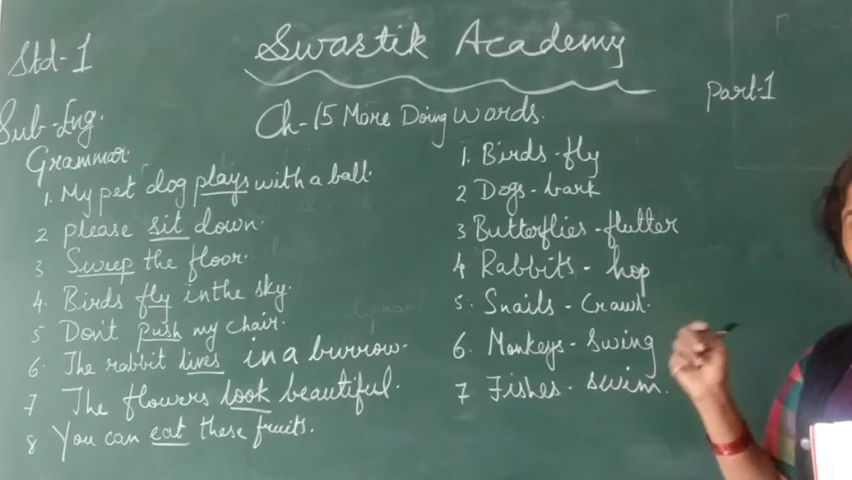 Std-1
Swastik Academy
Part-1
Sub-Eng.
Grammar.
Ch-15 More Doing words.
1. My pet dog plays with a ball.
2 please sit down.
3 Sweep the floor.
4. Birds fly in the sky.
5 Don't push my chair.
6. The rabbit lives in a burrow.
7 The flowers look beautiful.
8 You can eat these fruits.
1. Birds-fly
2 Dogs-bark
3 Butterflies-flutter
4 Rabbits- hop
5. Snails- Crawl.
6. Monkeys-Swing
7 Fishes- swim.